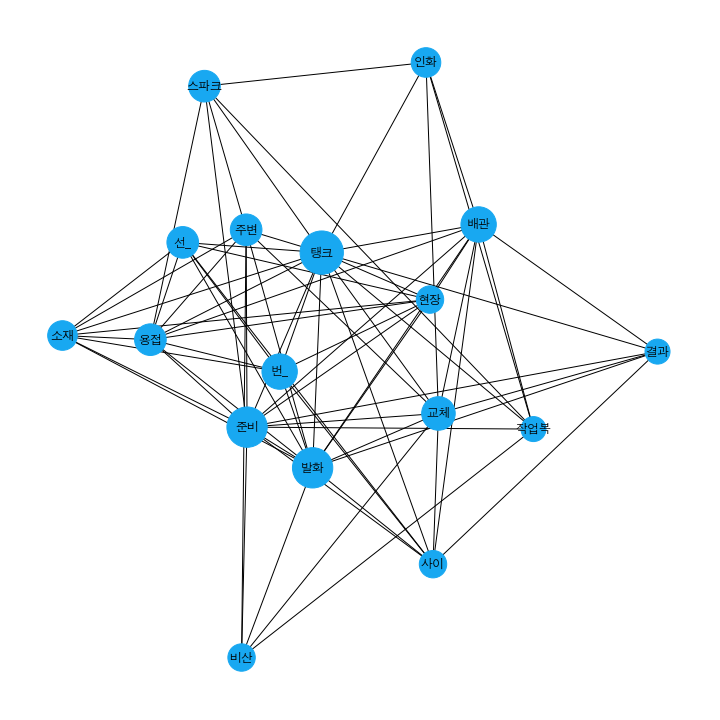 인화
스파크
배관
주변
선_
탱크
현장
소재
용접
결과
번_
교체
준비
작업복
발화
사이
비산